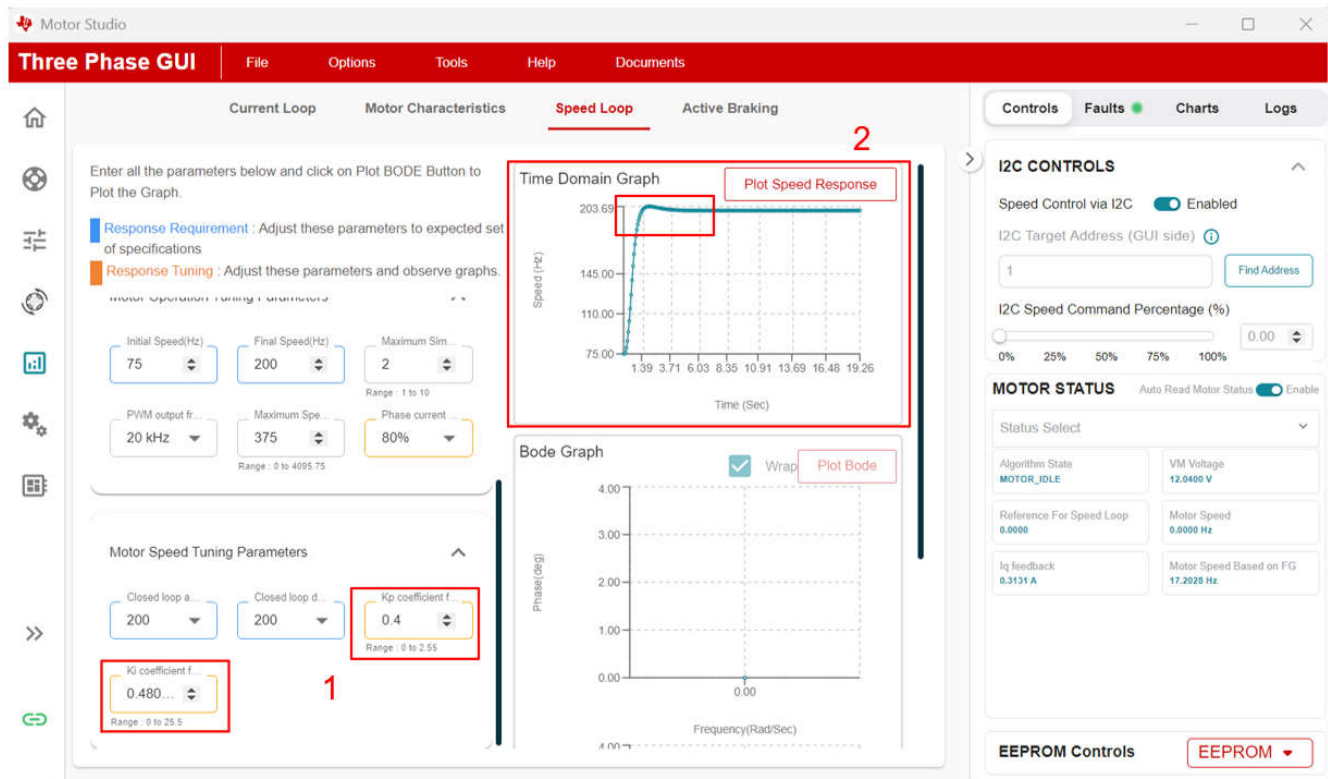 Motor Studio
Three Phase GUI
File
Options
Tools
Help
Documents
Current Loop
Motor Characteristics
Speed Loop
Active Braking
Enter all the parameters below and click on Plot BODE Button to
Plot the Graph.
Response Requirement : Adjust these parameters to expected set
of specifications
Response Tuning : Adjust these parameters and observe graphs.
Motor Operation Tuning Parameters
Initial Speed(Hz)
75
Final Speed(Hz)
200
Maximum Sim...
2
Range : 1 to 10
PWM output fr...
20 kHz
Maximum Spe...
375
Range : 0 to 4095.75
Phase current ...
80%
Motor Speed Tuning Parameters
Closed loop a...
200
Closed loop d...
200
Kp coefficient f...
0.4
Range : 0 to 2.55
Ki coefficient f...
0.480...
Range : 0 to 25.5
1
2
Time Domain Graph
Plot Speed Response
Speed (Hz)
203.69
145.00
110.00
75.00
1.39 3.71 6.03 8.35 10.91 13.69 16.48 19.26
Time (Sec)
Bode Graph
Wrap
Plot Bode
Phase(deg)
4.00
3.00
2.00
1.00
0.00
0.00
Frequency(Rad/Sec)
4.00
Controls
Faults
Charts
Logs
I2C CONTROLS
Speed Control via I2C
Enabled
I2C Target Address (GUI side)
1
Find Address
I2C Speed Command Percentage (%)
0.00
0% 25% 50% 75% 100%
MOTOR STATUS
Auto Read Motor Status
Enable
Status Select
Algorithm State
MOTOR_IDLE
VM Voltage
12.0400 V
Reference For Speed Loop
0.0000
Motor Speed
0.0000 Hz
Iq feedback
0.3131 A
Motor Speed Based on FG
17.2028 Hz
EEPROM Controls
EEPROM